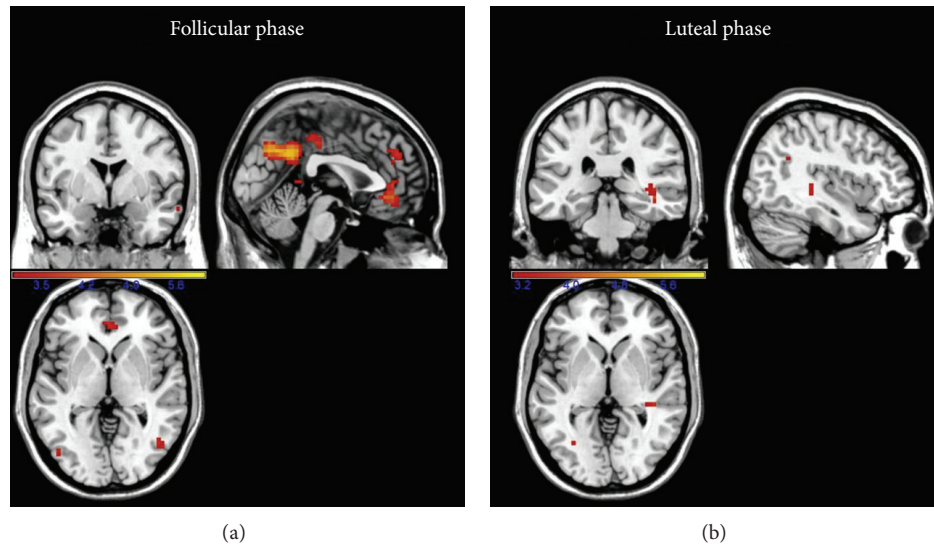 Follicular phase
3.5 4.2 4.9 5.6
(a)
Luteal phase
3.2 4.0 4.8 5.6
(b)